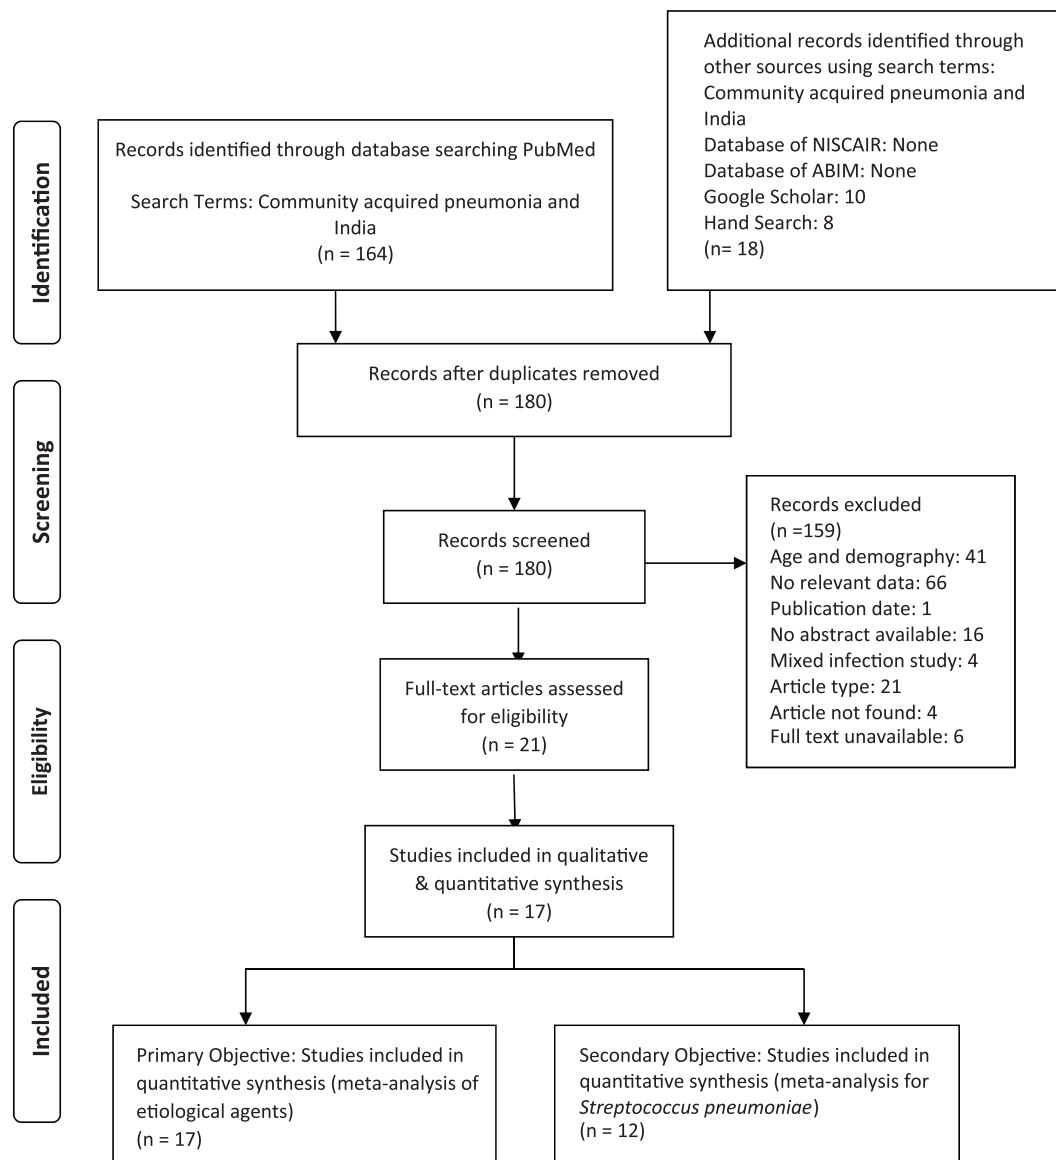 Identification
Records identified through database searching PubMed
Search Terms: Community acquired pneumonia and
India
(n = 164)
Additional records identified through
other sources using search terms:
Community acquired pneumonia and
India
Database of NISCAIR: None
Database of ABIM: None
Google Scholar: 10
Hand Search: 8
(n= 18)
Records after duplicates removed
(n = 180)
Screening
Records screened
(n = 180)
Records excluded
(n =159)
Age and demography: 41
No relevant data: 66
Publication date: 1
No abstract available: 16
Mixed infection study: 4
Article type: 21
Article not found: 4
Full text unavailable: 6
Eligibility
Full-text articles assessed
for eligibility
(n = 21)
Studies included in qualitative
& quantitative synthesis
(n = 17)
Included
Primary Objective: Studies included in
quantitative synthesis (meta-analysis of
etiological agents)
(n = 17)
Secondary Objective: Studies included in
quantitative synthesis (meta-analysis for
Streptococcus pneumoniae)
(n = 12)